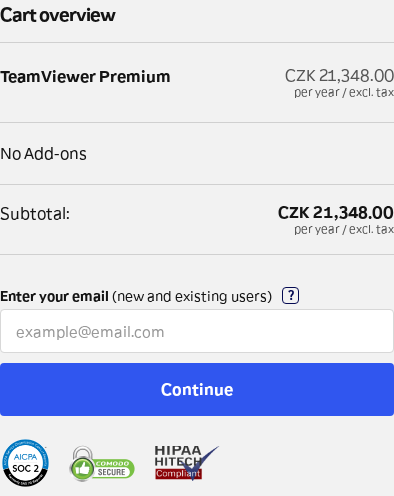 Cart overview
TeamViewer Premium
CZK 21,348.00
per year / excl. tax
No Add-ons
Subtotal:
CZK 21,348.00
per year / excl. tax
Enter your email (new and existing users) ?
example@email.com
Continue
AICPA
SOC 2
COMODO
SECURE
HIPAA
HITECH
Compliant